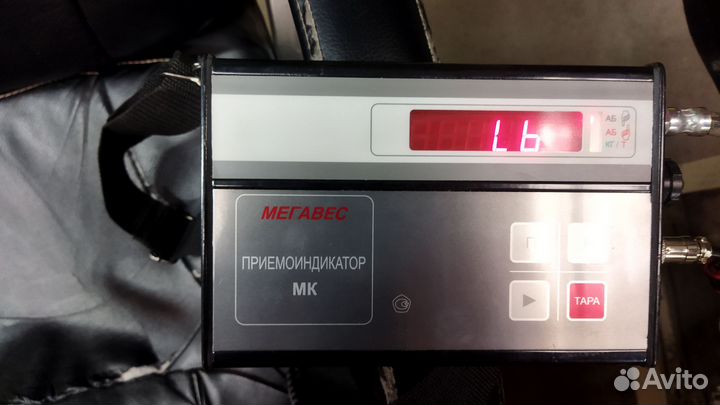 Lb
АБ
АБ
КГ / Т
МЕГАВЕС
ПРИЕМОИНДИКАТОР
МК
ТАРА
Avito